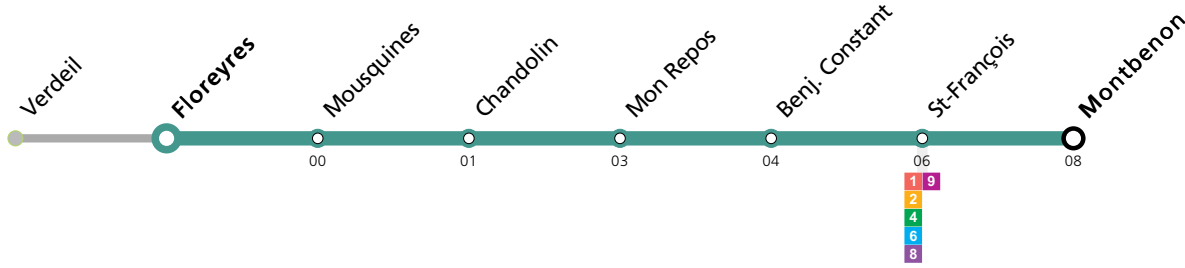 Verdeil
Floreyres
Mousquines
Chandolin
Mon Repos
Benj. Constant
St-François
Montbenon
00
01
03
04
06
08
1 9
2
4
6
8